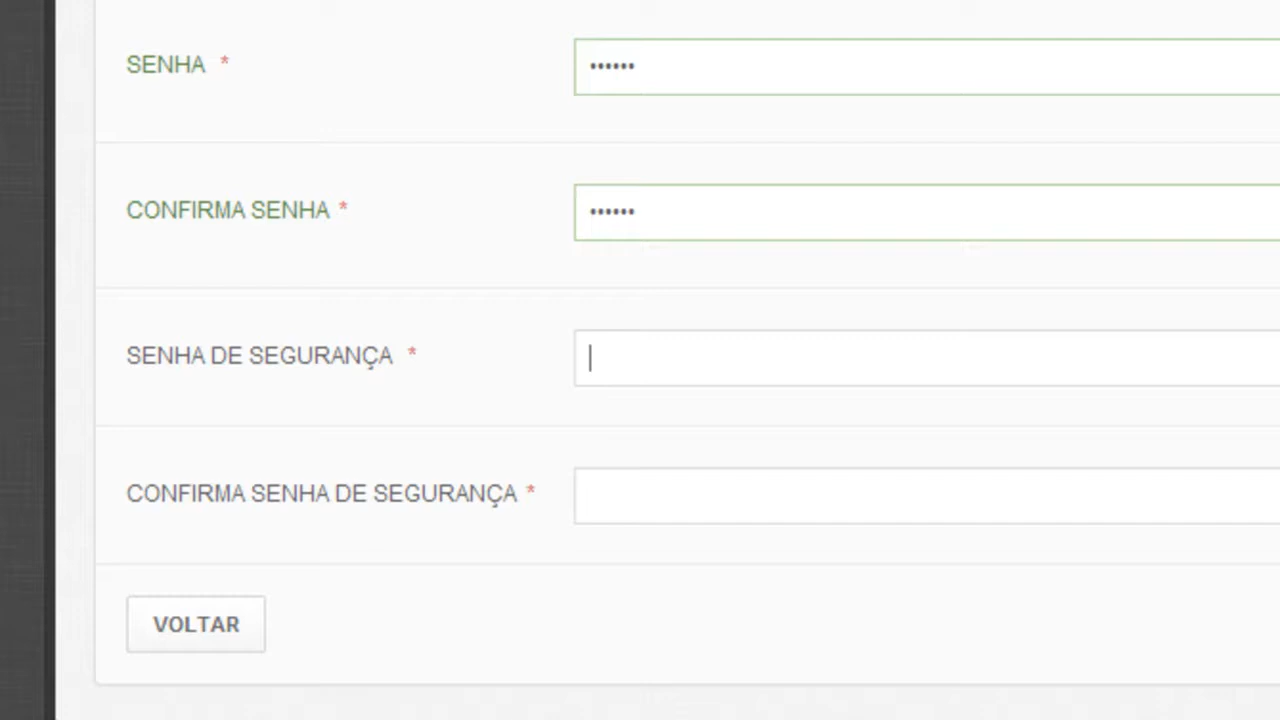 SENHA * ••••••
CONFIRMA SENHA * ••••••
SENHA DE SEGURANÇA *
CONFIRMA SENHA DE SEGURANÇA *
VOLTAR